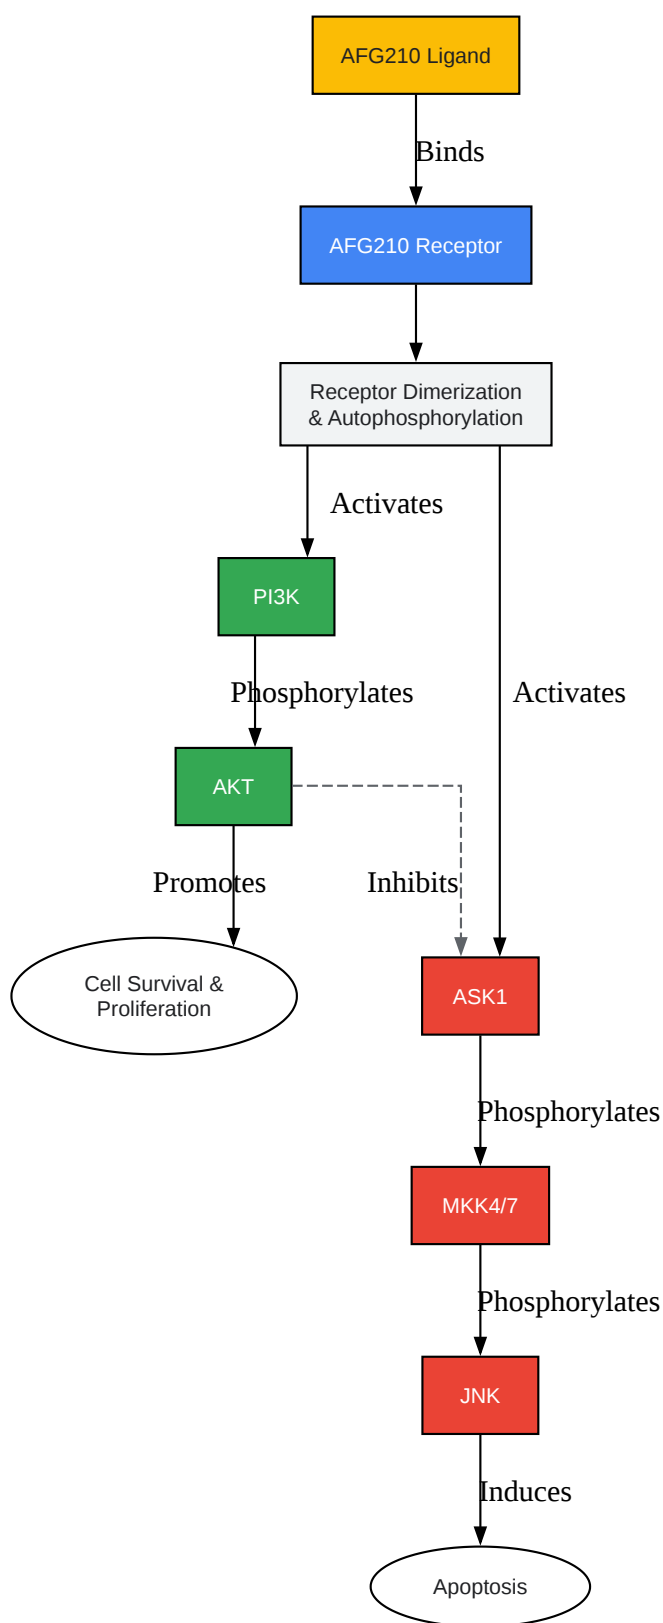 AFG210 Ligand
Binds
AFG210 Receptor
Receptor Dimerization
& Autophosphorylation
Activates
PI3K
Phosphorylates
Activates
AKT
Promotes
Inhibits
Cell Survival &
Proliferation
ASK1
Phosphorylates
MKK4/7
Phosphorylates
JNK
Induces
Apoptosis